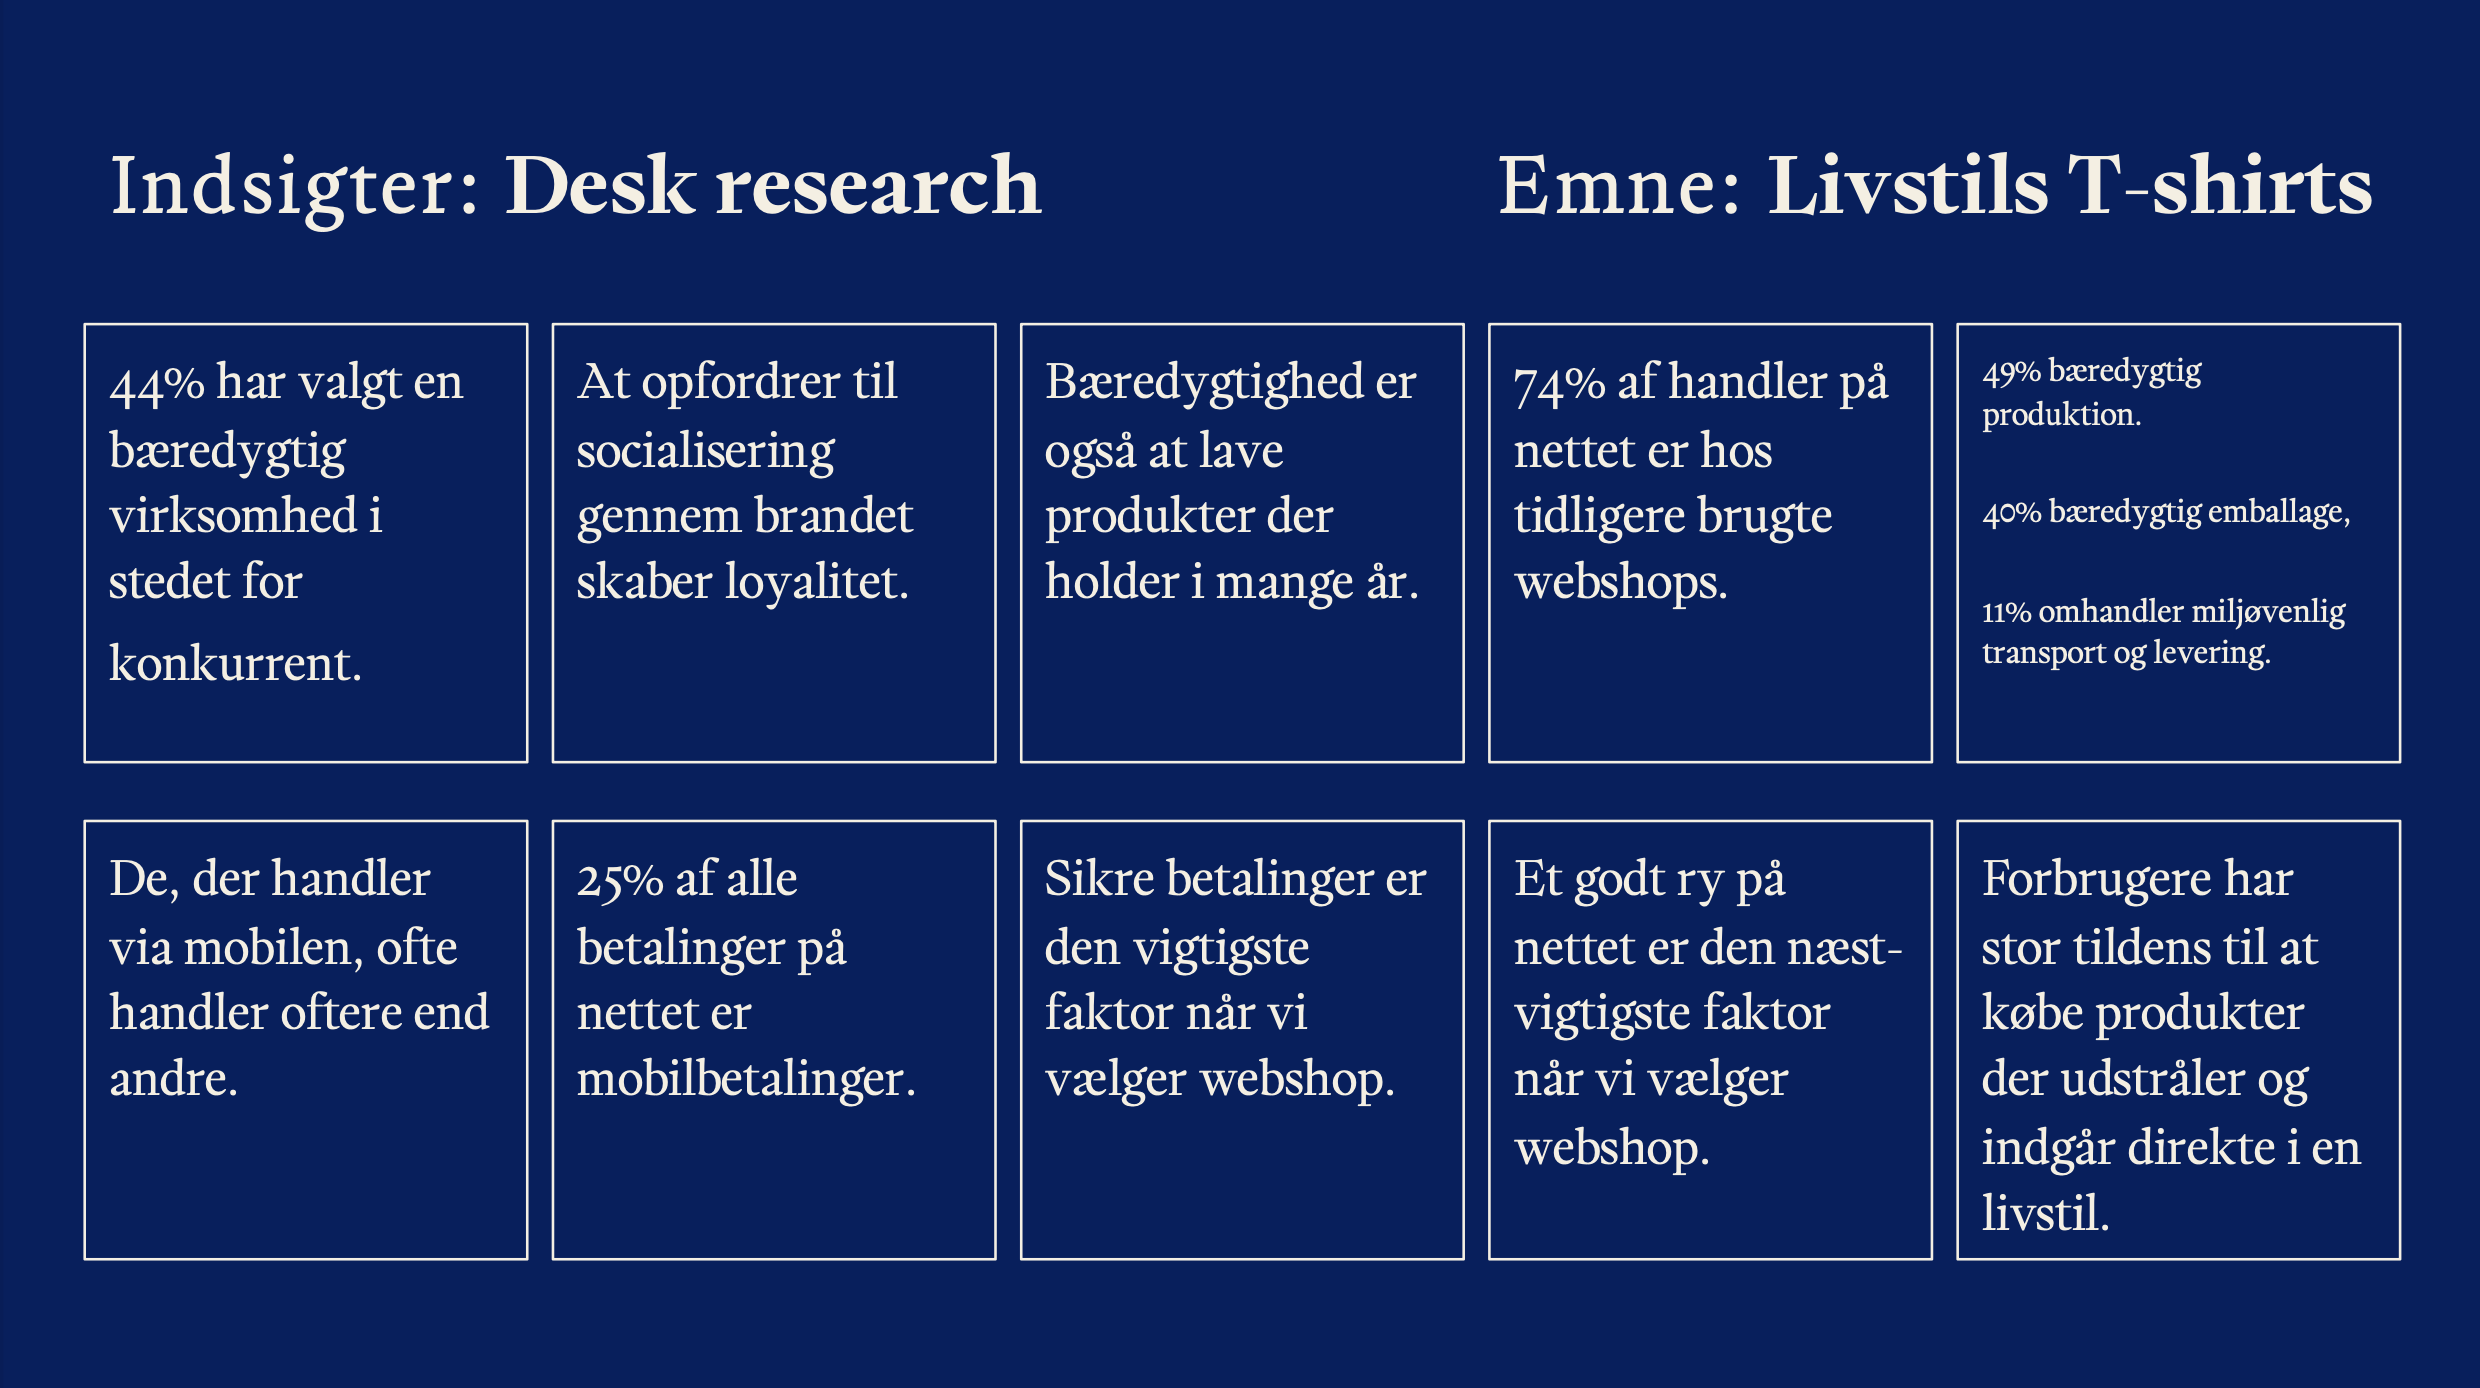 Indsigter: Desk research
Emne: Livstils T-shirts
44% har valgt en
bæredygtig
virksomhed i
stedet for
konkurrent.
At opfordrer til
socialisering
gennem brandet
skaber loyalitet.
Bæredygtighed er
også at lave
produkter der
holder i mange år.
74% af handler på
nettet er hos
tidligere brugte
webshops.
49% bæredygtig
produktion.
40% bæredygtig emballage,
11% omhandler miljøvenlig
transport og levering.
De, der handler
via mobilen, ofte
handler oftere end
andre.
25% af alle
betalinger på
nettet er
mobilbetalinger.
Sikre betalinger er
den vigtigste
faktor når vi
vælger webshop.
Et godt ry på
nettet er den næst-
vigtigste faktor
når vi vælger
webshop.
Forbrugere har
stor tildens til at
købe produkter
der udstråler og
indgår direkte i en
livstil.